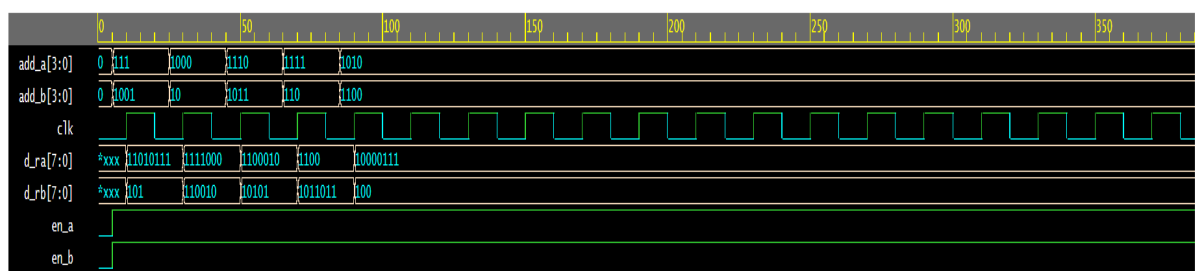 0 50 100 150 200 250 300 350
add_a[3:0] 0 111 1000 1110 1111 1010
add_b[3:0] 0 1001 10 1011 110 1100
clk
d_ra[7:0] *xxx 11010111 1111000 1100010 1100 10000111
d_rb[7:0] *xxx 101 110010 10101 1011011 100
en_a
en_b